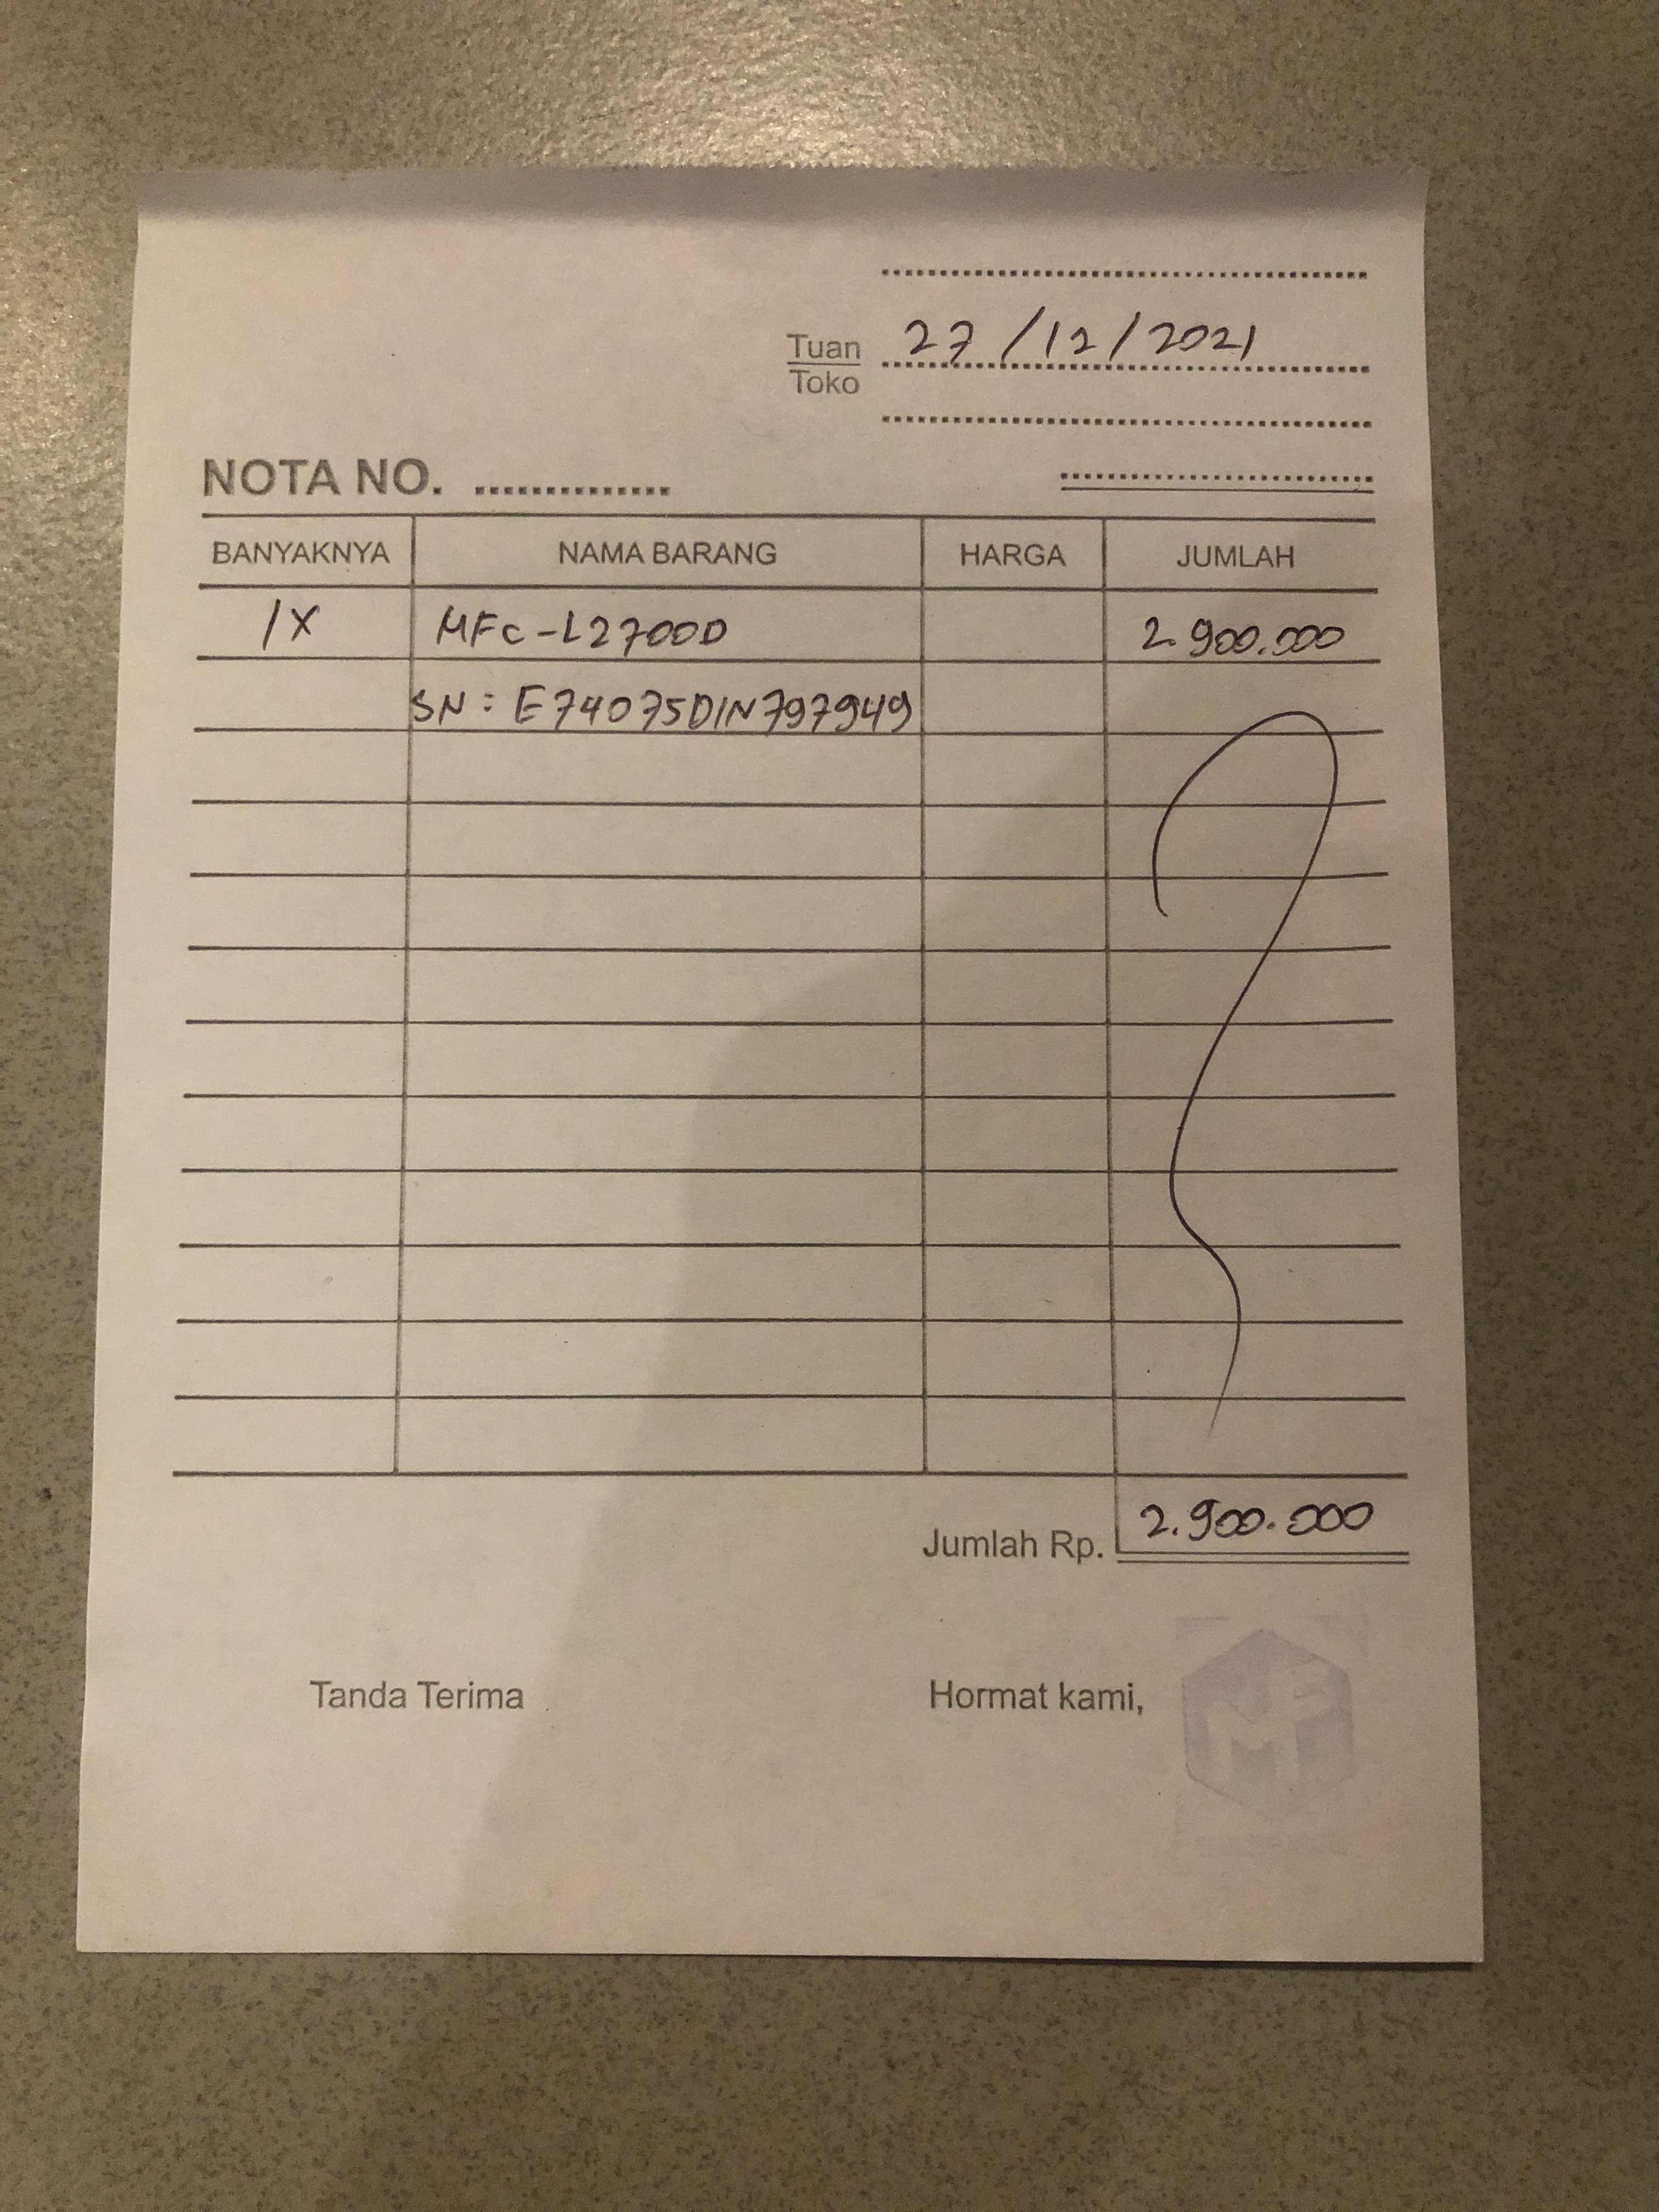 Tuan 27/12/2021
Toko
NOTA NO. ..............
BANYAKNYA NAMA BARANG HARGA JUMLAH
1X MFC-L2700D 2.900.000
SN: E74075D1N797949
Jumlah Rp. 2.900.000
Tanda Terima Hormat kami,
MF